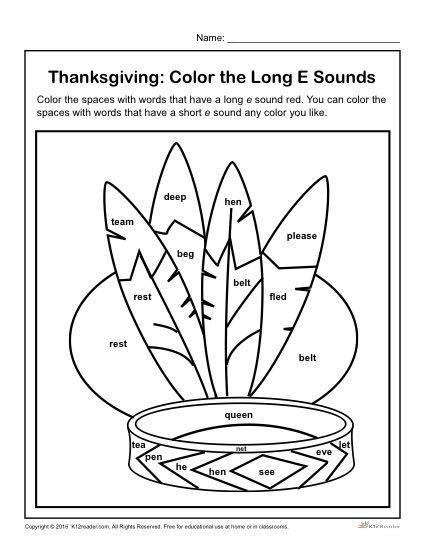 Name: ____________________
Thanksgiving: Color the Long E Sounds
Color the spaces with words that have a long e sound red. You can color the
spaces with words that have a short e sound any color you like.
deep
hen
team
please
beg
belt
rest
fled
rest
belt
queen
tea
net
let
pen
eve
he
hen
see
Copyright © 2016 K12reader.com. All Rights Reserved. Free for educational use at home or in classrooms.
K12Reader